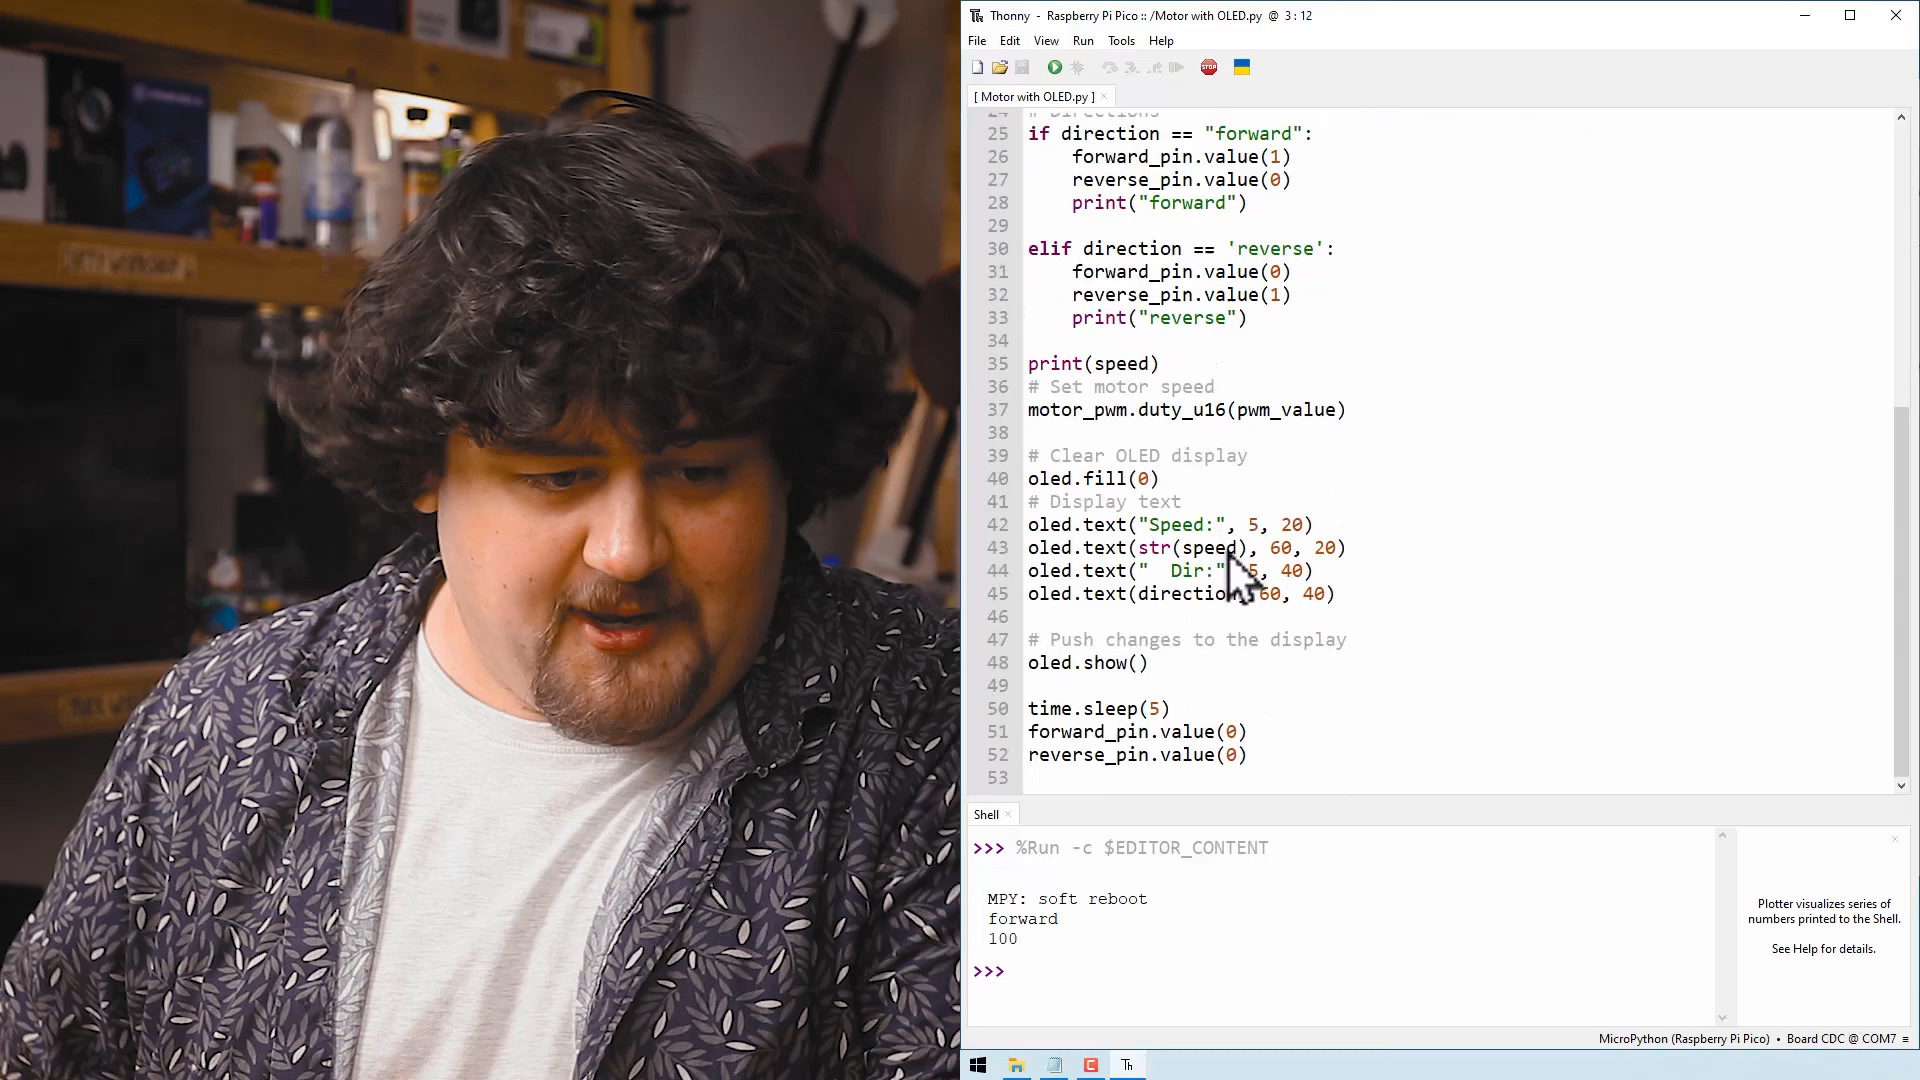 Thonny - Raspberry Pi Pico :: /Motor with OLED.py @ 3 : 12
File Edit View Run Tools Help
STOP
[ Motor with OLED.py ] ×
24 # Directions
25 if direction == "forward":
26     forward_pin.value(1)
27     reverse_pin.value(0)
28     print("forward")
29
30 elif direction == 'reverse':
31     forward_pin.value(0)
32     reverse_pin.value(1)
33     print("reverse")
34
35 print(speed)
36 # Set motor speed
37 motor_pwm.duty_u16(pwm_value)
38
39 # Clear OLED display
40 oled.fill(0)
41 # Display text
42 oled.text("Speed:", 5, 20)
43 oled.text(str(speed), 60, 20)
44 oled.text("  Dir:" 5, 40)
45 oled.text(direction 60, 40)
46
47 # Push changes to the display
48 oled.show()
49
50 time.sleep(5)
51 forward_pin.value(0)
52 reverse_pin.value(0)
53
Shell ×
>>> %Run -c $EDITOR_CONTENT
MPY: soft reboot
forward
100
>>>
Plotter visualizes series of
numbers printed to the Shell.
See Help for details.
MicroPython (Raspberry Pi Pico) • Board CDC @ COM7 ≡
Th